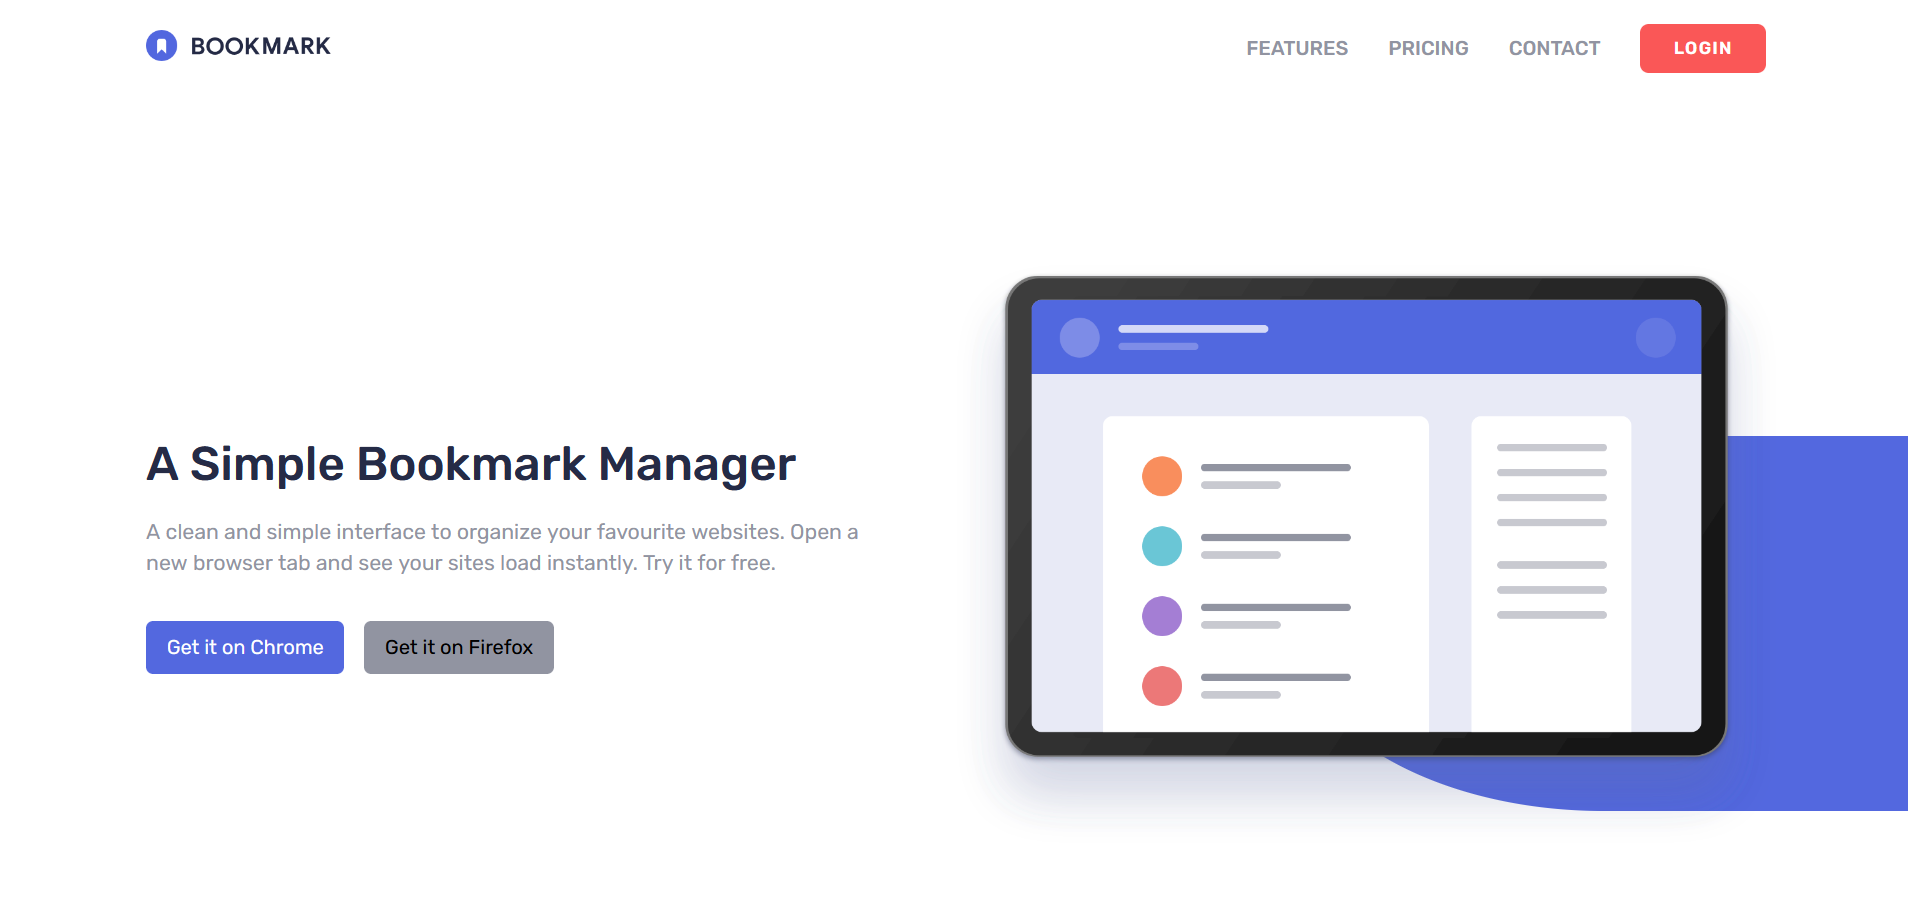 BOOKMARK
FEATURES PRICING CONTACT LOGIN
A Simple Bookmark Manager
A clean and simple interface to organize your favourite websites. Open a
new browser tab and see your sites load instantly. Try it for free.
Get it on Chrome Get it on Firefox